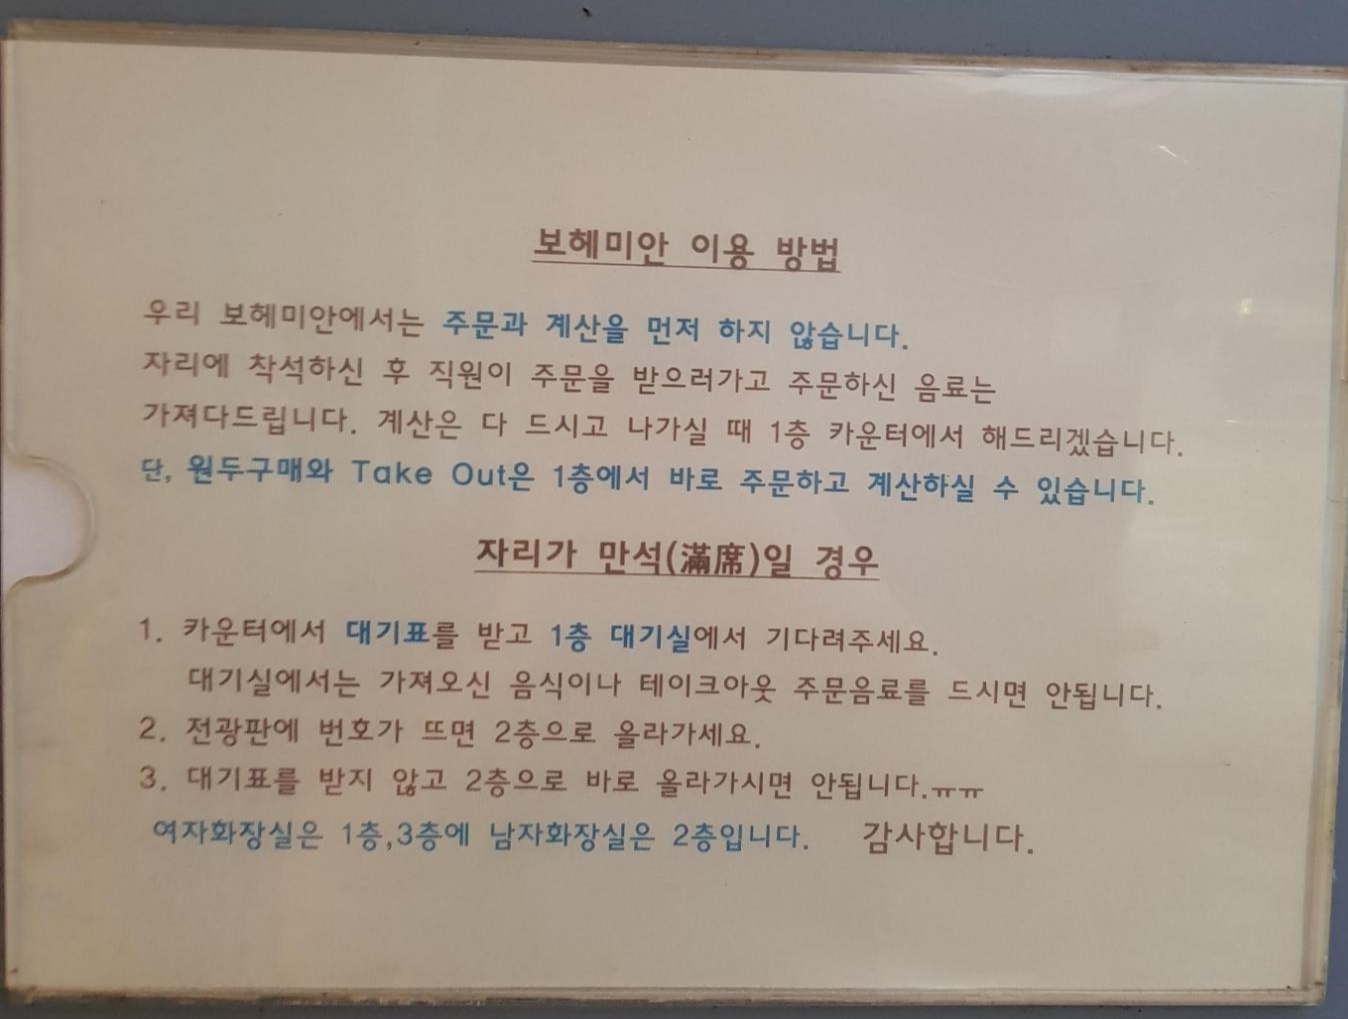 보헤미안 이용 방법
우리 보헤미안에서는 주문과 계산을 먼저 하지 않습니다.
자리에 착석하신 후 직원이 주문을 받으러가고 주문하신 음료는
가져다드립니다. 계산은 다 드시고 나가실 때 1층 카운터에서 해드리겠습니다.
단, 원두구매와 Take Out은 1층에서 바로 주문하고 계산하실 수 있습니다.
자리가 만석(滿席)일 경우
1. 카운터에서 대기표를 받고 1층 대기실에서 기다려주세요.
대기실에서는 가져오신 음식이나 테이크아웃 주문음료를 드시면 안됩니다.
2. 전광판에 번호가 뜨면 2층으로 올라가세요.
3. 대기표를 받지 않고 2층으로 바로 올라가시면 안됩니다.ㅠㅠ
여자화장실은 1층,3층에 남자화장실은 2층입니다. 감사합니다.